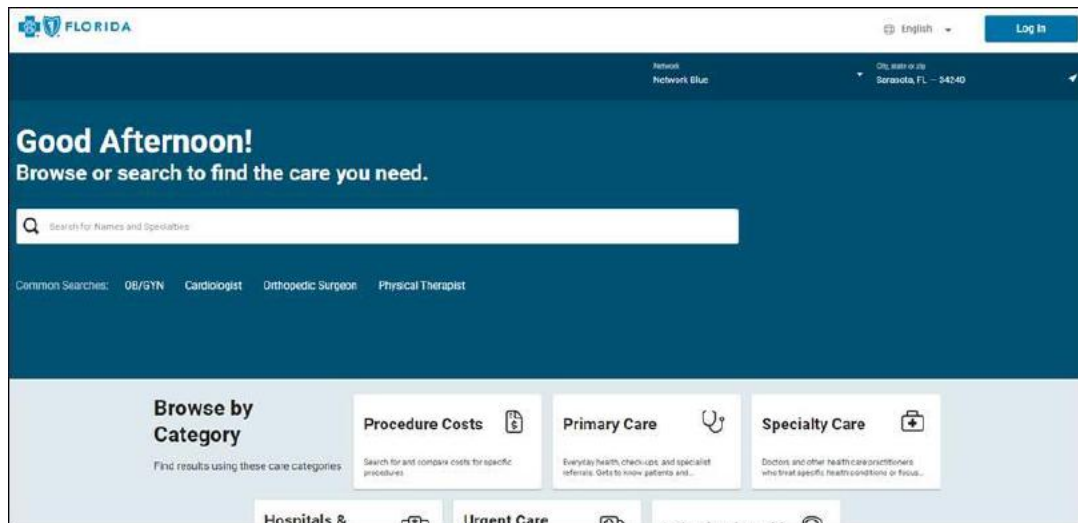 FLORIDA
English
Log In
Network
Network Blue
City, state or zip
Sarasota, FL – 34240
Good Afternoon!
Browse or search to find the care you need.
Search for Names and Specialties
Common Searches: OB/GYN Cardiologist Orthopedic Surgeon Physical Therapist
Browse by
Category
Find results using these care categories
Procedure Costs
Search for and compare costs for specific
procedures
Primary Care
Everyday health, check-ups, and specialist
referrals. Gets to know patients and...
Specialty Care
Doctors and other health care practitioners
who treat specific health conditions or focus...
Hospitals &
Urgent Care